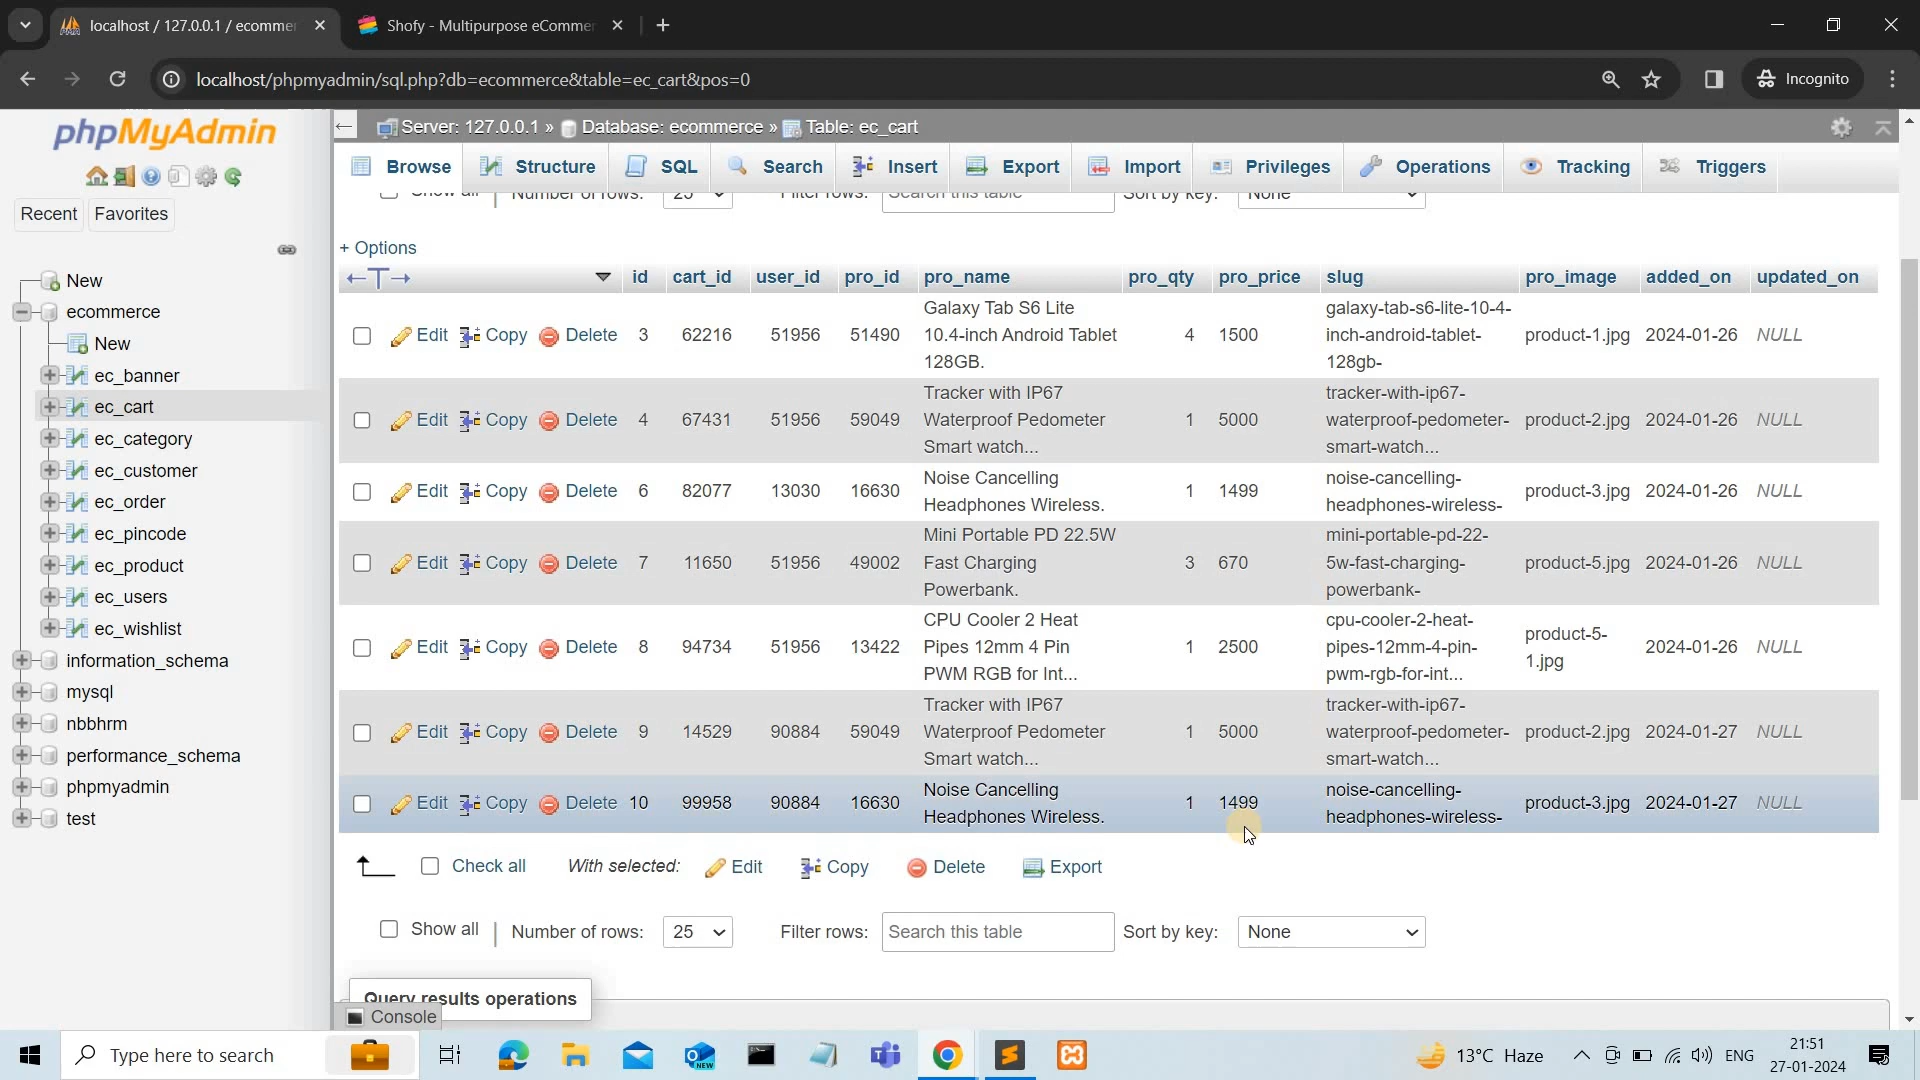 localhost / 127.0.0.1 / ecomme
Shofy - Multipurpose eComme
localhost/phpmyadmin/sql.php?db=ecommerce&table=ec_cart&pos=0
Incognito
phpMyAdmin
Recent
Favorites
New
ecommerce
New
ec_banner
ec_cart
ec_category
ec_customer
ec_order
ec_pincode
ec_product
ec_users
ec_wishlist
information_schema
mysql
nbbhrm
performance_schema
phpmyadmin
test
Server: 127.0.0.1 » Database: ecommerce » Table: ec_cart
Browse Structure SQL Search Insert Export Import Privileges Operations Tracking Triggers
Show all Number of rows: 25 Filter rows: Search this table Sort by key: None
+ Options
←T→ id cart_id user_id pro_id pro_name pro_qty pro_price slug pro_image added_on updated_on
Galaxy Tab S6 Lite galaxy-tab-s6-lite-10-4-
Edit Copy Delete 3 62216 51956 51490 10.4-inch Android Tablet 4 1500 inch-android-tablet- product-1.jpg 2024-01-26 NULL
128GB. 128gb-
Tracker with IP67 tracker-with-ip67-
Edit Copy Delete 4 67431 51956 59049 Waterproof Pedometer 1 5000 waterproof-pedometer- product-2.jpg 2024-01-26 NULL
Smart watch... smart-watch...
Noise Cancelling noise-cancelling-
Edit Copy Delete 6 82077 13030 16630 Headphones Wireless. 1 1499 headphones-wireless- product-3.jpg 2024-01-26 NULL
Mini Portable PD 22.5W mini-portable-pd-22-
Edit Copy Delete 7 11650 51956 49002 Fast Charging 3 670 5w-fast-charging- product-5.jpg 2024-01-26 NULL
Powerbank. powerbank-
CPU Cooler 2 Heat cpu-cooler-2-heat-
Edit Copy Delete 8 94734 51956 13422 Pipes 12mm 4 Pin 1 2500 pipes-12mm-4-pin- product-5-1.jpg 2024-01-26 NULL
PWM RGB for Int... pwm-rgb-for-int...
Tracker with IP67 tracker-with-ip67-
Edit Copy Delete 9 14529 90884 59049 Waterproof Pedometer 1 5000 waterproof-pedometer- product-2.jpg 2024-01-27 NULL
Smart watch... smart-watch...
Noise Cancelling noise-cancelling-
Edit Copy Delete 10 99958 90884 16630 Headphones Wireless. 1 1499 headphones-wireless- product-3.jpg 2024-01-27 NULL
Check all With selected: Edit Copy Delete Export
Show all Number of rows: 25 Filter rows: Search this table Sort by key: None
Query results operations
Console
Type here to search
13°C Haze
ENG
21:51
27-01-2024